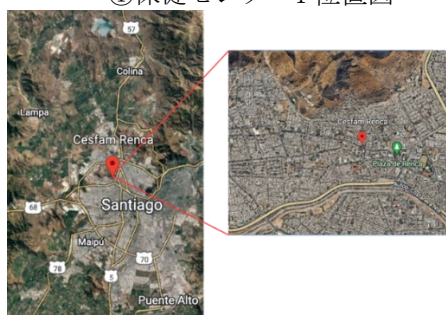 ①保健センター1位置図
57
Colina
Lampa
Cesfam Renca
68
Santiago
Maipú
78
5
70
Puente Alto
Cesfam Renca
Plaza de Renca